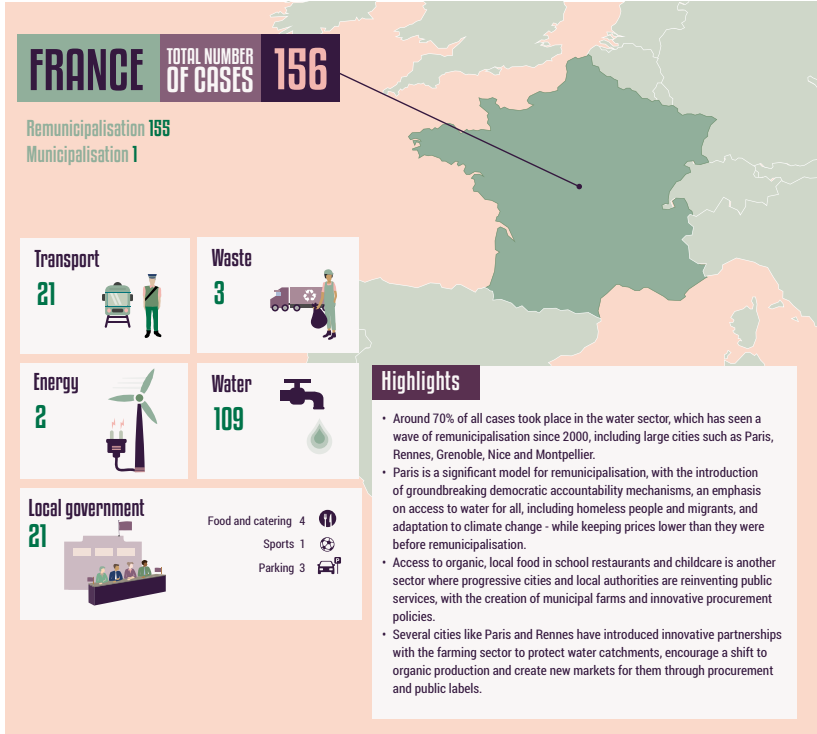 FRANCE
TOTAL NUMBER
OF CASES
156
Remunicipalisation 155
Municipalisation 1
Transport
21
Waste
3
Energy
2
Water
109
Local government
21
Food and catering 4
Sports 1
Parking 3
P
Highlights
• Around 70% of all cases took place in the water sector, which has seen a
wave of remunicipalisation since 2000, including large cities such as Paris,
Rennes, Grenoble, Nice and Montpellier.
• Paris is a significant model for remunicipalisation, with the introduction
of groundbreaking democratic accountability mechanisms, an emphasis
on access to water for all, including homeless people and migrants, and
adaptation to climate change - while keeping prices lower than they were
before remunicipalisation.
• Access to organic, local food in school restaurants and childcare is another
sector where progressive cities and local authorities are reinventing public
services, with the creation of municipal farms and innovative procurement
policies.
• Several cities like Paris and Rennes have introduced innovative partnerships
with the farming sector to protect water catchments, encourage a shift to
organic production and create new markets for them through procurement
and public labels.